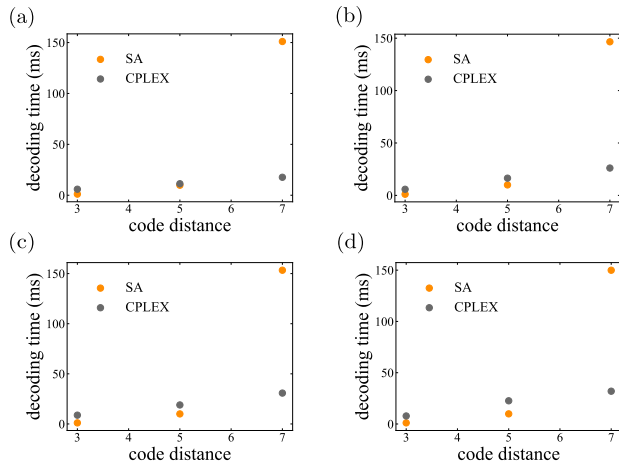 (a)
decoding time (ms)
150
100
50
0
SA
CPLEX
3 4 5 6 7
code distance
(b)
decoding time (ms)
150
100
50
0
SA
CPLEX
3 4 5 6 7
code distance
(c)
decoding time (ms)
150
100
50
0
SA
CPLEX
3 4 5 6 7
code distance
(d)
decoding time (ms)
150
100
50
0
SA
CPLEX
3 4 5 6 7
code distance